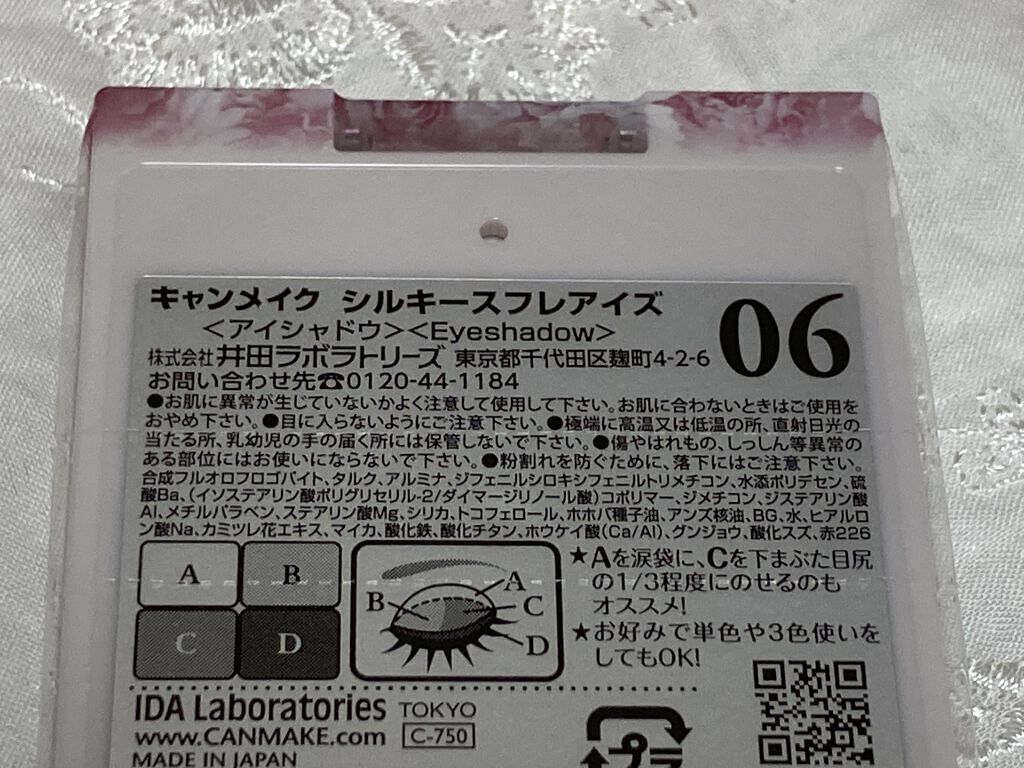 キャンメイク シルキースフレアイズ
06
＜アイシャドウ＞＜Eyeshadow＞
株式会社 井田ラボラトリーズ 東京都千代田区麹町4-2-6
お問い合わせ先☎0120-44-1184
●お肌に異常が生じていないかよく注意して使用して下さい。お肌に合わないときはご使用を
おやめ下さい。●目に入らないようにご注意下さい。●極端に高温又は低温の所、直射日光の
当たる所、乳幼児の手の届く所には保管しないで下さい。●傷やはれもの、しっしん等異常の
ある部位にはお使いにならないで下さい。●粉割れを防ぐために、落下にはご注意下さい。
合成フルオロフロゴパイト、タルク、アルミナ、ジフェニルシロキシフェニルトリメチコン、水添ポリデセン、硫
酸Ba、（イソステアリン酸ポリグリセリル-2/ダイマージリノール酸）コポリマー、ジメチコン、ジステアリン酸
Al、メチルパラベン、ステアリン酸Mg、シリカ、トコフェロール、ホホバ種子油、アンズ核油、BG、水、ヒアルロ
ン酸Na、カミツレ花エキス、マイカ、酸化鉄、酸化チタン、ホウケイ酸（Ca/Al）、グンジョウ、酸化スズ、赤226
A
B
C
D
A
B
C
D
★Aを涙袋に、Cを下まぶた目尻
の1/3程度にのせるのも
オススメ！
★お好みで単色や3色使いを
してもOK!
IDA Laboratories TOKYO
www.CANMAKE.com C-750
MADE IN JAPAN
プラ